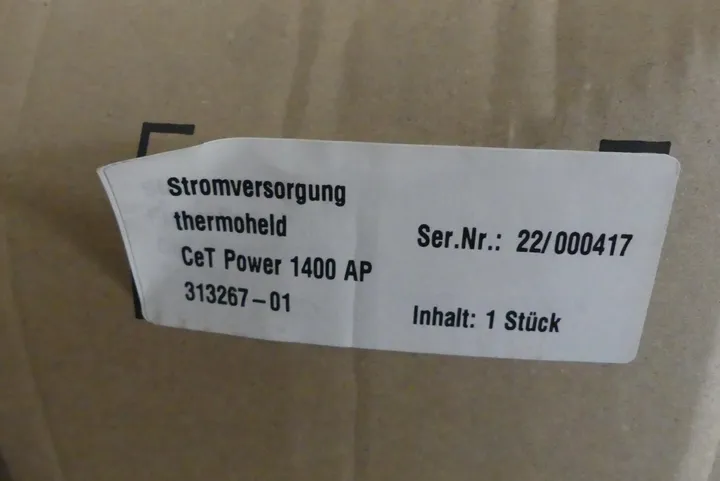 Stromversorgung
thermoheld
CeT Power 1400 AP
313267-01
Ser.Nr.: 22/000417
Inhalt: 1 Stück